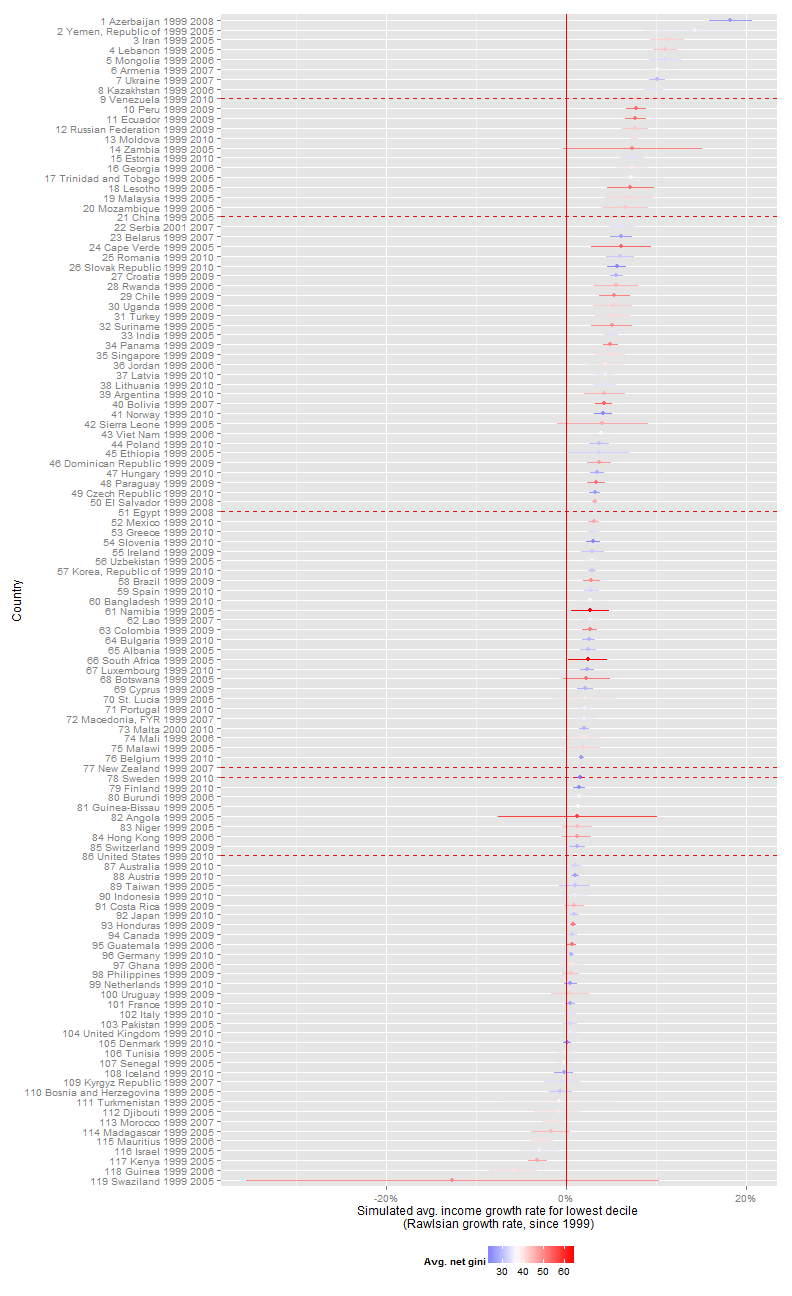 1 Azerbaijan 1999 2008
2 Yemen, Republic of 1999 2005
3 Iran 1999 2005
4 Lebanon 1999 2005
5 Mongolia 1999 2006
6 Armenia 1999 2007
7 Ukraine 1999 2007
8 Kazakhstan 1999 2006
9 Venezuela 1999 2010
10 Peru 1999 2009
11 Ecuador 1999 2009
12 Russian Federation 1999 2009
13 Moldova 1999 2010
14 Zambia 1999 2005
15 Estonia 1999 2010
16 Georgia 1999 2006
17 Trinidad and Tobago 1999 2005
18 Lesotho 1999 2005
19 Malaysia 1999 2005
20 Mozambique 1999 2005
21 China 1999 2005
22 Serbia 2001 2007
23 Belarus 1999 2007
24 Cape Verde 1999 2005
25 Romania 1999 2010
26 Slovak Republic 1999 2010
27 Croatia 1999 2009
28 Rwanda 1999 2006
29 Chile 1999 2009
30 Uganda 1999 2006
31 Turkey 1999 2009
32 Suriname 1999 2005
33 India 1999 2005
34 Panama 1999 2009
35 Singapore 1999 2009
36 Jordan 1999 2006
37 Latvia 1999 2010
38 Lithuania 1999 2010
39 Argentina 1999 2010
40 Bolivia 1999 2007
41 Norway 1999 2010
42 Sierra Leone 1999 2005
43 Viet Nam 1999 2006
44 Poland 1999 2010
45 Ethiopia 1999 2005
46 Dominican Republic 1999 2009
47 Hungary 1999 2010
48 Paraguay 1999 2009
49 Czech Republic 1999 2010
50 El Salvador 1999 2008
51 Egypt 1999 2008
52 Mexico 1999 2010
53 Greece 1999 2010
54 Slovenia 1999 2010
55 Ireland 1999 2009
56 Uzbekistan 1999 2005
57 Korea, Republic of 1999 2010
58 Brazil 1999 2009
59 Spain 1999 2010
60 Bangladesh 1999 2010
61 Namibia 1999 2005
62 Lao 1999 2007
63 Colombia 1999 2009
64 Bulgaria 1999 2010
65 Albania 1999 2005
66 South Africa 1999 2005
67 Luxembourg 1999 2010
68 Botswana 1999 2005
69 Cyprus 1999 2009
70 St. Lucia 1999 2005
71 Portugal 1999 2010
72 Macedonia, FYR 1999 2007
73 Malta 2000 2010
74 Mali 1999 2006
75 Malawi 1999 2005
76 Belgium 1999 2010
77 New Zealand 1999 2007
78 Sweden 1999 2010
79 Finland 1999 2010
80 Burundi 1999 2006
81 Guinea-Bissau 1999 2005
82 Angola 1999 2005
83 Niger 1999 2005
84 Hong Kong 1999 2006
85 Switzerland 1999 2009
86 United States 1999 2010
87 Australia 1999 2010
88 Austria 1999 2010
89 Taiwan 1999 2005
90 Indonesia 1999 2005
91 Costa Rica 1999 2009
92 Japan 1999 2010
93 Honduras 1999 2009
94 Canada 1999 2009
95 Guatemala 1999 2006
96 Germany 1999 2010
97 Ghana 1999 2006
98 Philippines 1999 2009
99 Netherlands 1999 2010
100 Uruguay 1999 2009
101 France 1999 2010
102 Italy 1999 2010
103 Pakistan 1999 2005
104 United Kingdom 1999 2010
105 Denmark 1999 2010
106 Tunisia 1999 2005
107 Senegal 1999 2005
108 Iceland 1999 2010
109 Kyrgyz Republic 1999 2007
110 Bosnia and Herzegovina 1999 2005
111 Turkmenistan 1999 2005
112 Djibouti 1999 2005
113 Morocco 1999 2007
114 Madagascar 1999 2005
115 Mauritius 1999 2006
116 Israel 1999 2005
117 Kenya 1999 2005
118 Guinea 1999 2006
119 Swaziland 1999 2005
Country
-20% 0% 20%
Simulated avg. income growth rate for lowest decile
(Rawlsian growth rate, since 1999)
Avg. net gini
30 40 50 60